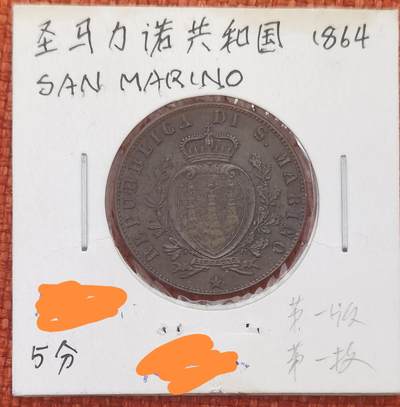 圣马力诺共和国 1864
SAN MARINO
REPUBBLICA DI S. MARINO
5分
第一版
第一枚